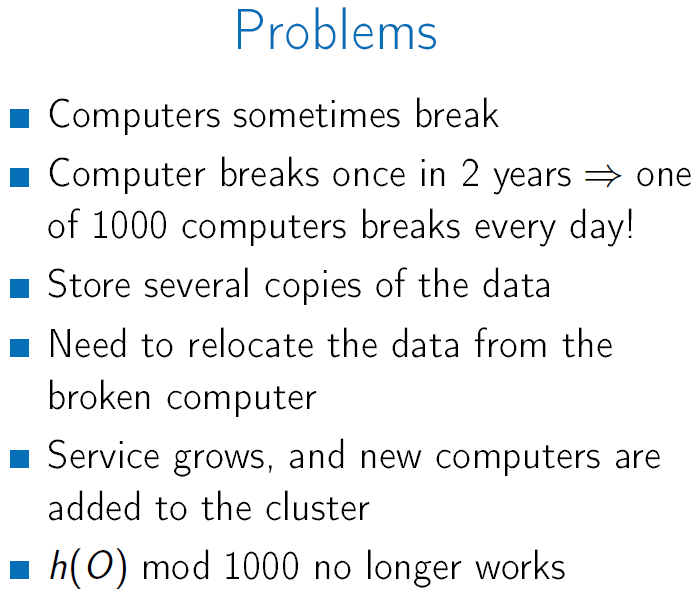 Problems
Computers sometimes break
Computer breaks once in 2 years ⇒ one
of 1000 computers breaks every day!
Store several copies of the data
Need to relocate the data from the
broken computer
Service grows, and new computers are
added to the cluster
h(O) mod 1000 no longer works